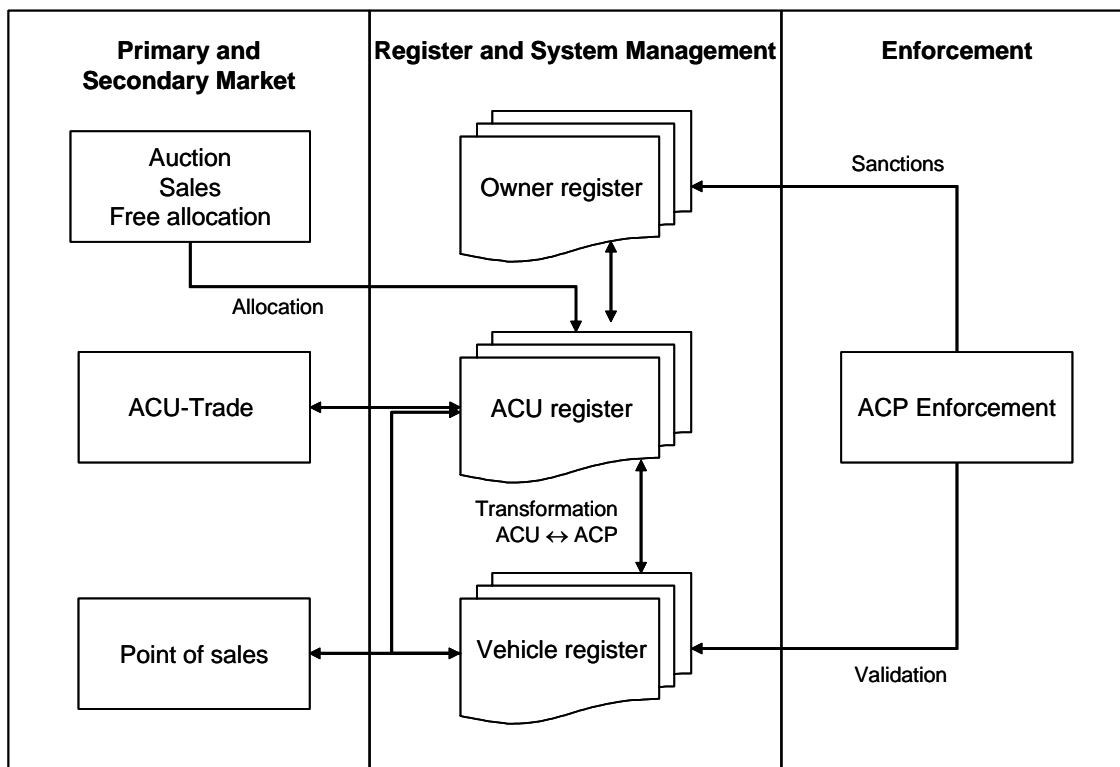 Primary and
Secondary Market
Register and System Management
Enforcement
Auction
Sales
Free allocation
Owner register
Sanctions
Allocation
ACU-Trade
ACU register
ACP Enforcement
Transformation
ACU ↔ ACP
Point of sales
Vehicle register
Validation